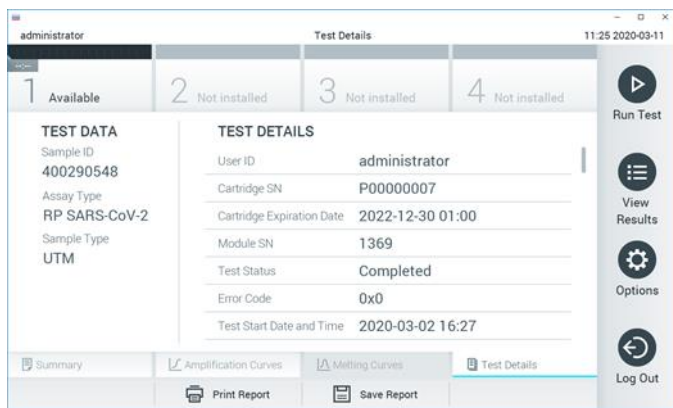 administrator
Test Details
11:25 2020-03-11
1 Available
2 Not installed
3 Not installed
4 Not installed
TEST DATA
Sample ID
400290548
Assay Type
RP SARS-CoV-2
Sample Type
UTM
TEST DETAILS
User ID administrator
Cartridge SN P00000007
Cartridge Expiration Date 2022-12-30 01:00
Module SN 1369
Test Status Completed
Error Code 0x0
Test Start Date and Time 2020-03-02 16:27
Run Test
View
Results
Options
Log Out
Summary
Amplification Curves
Melting Curves
Test Details
Print Report
Save Report